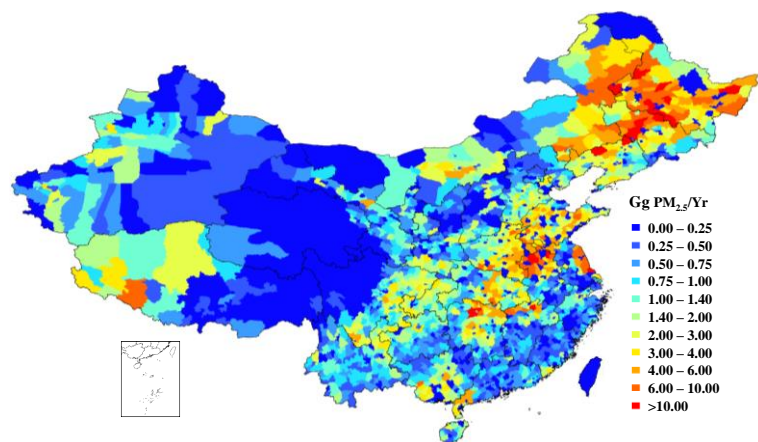 Gg PM2.5/Yr
0.00 – 0.25
0.25 – 0.50
0.50 – 0.75
0.75 – 1.00
1.00 – 1.40
1.40 – 2.00
2.00 – 3.00
3.00 – 4.00
4.00 – 6.00
6.00 – 10.00
>10.00